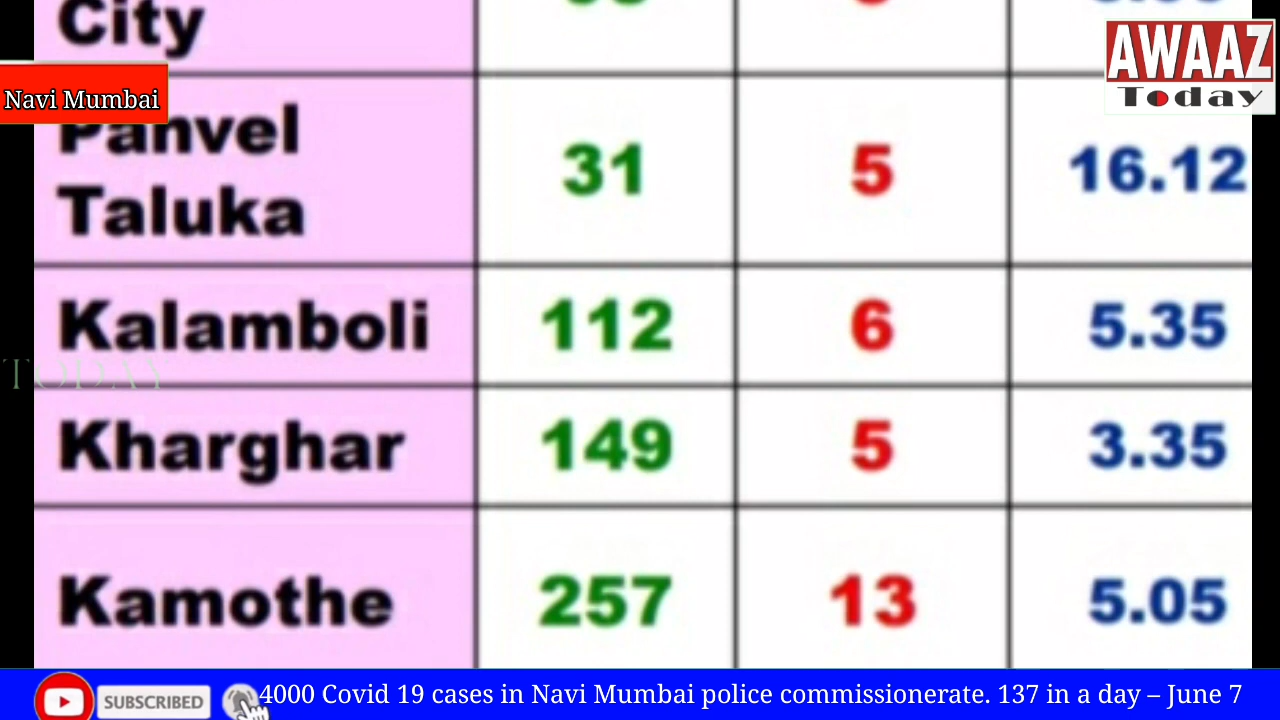 City
AWAAZ
Today
Navi Mumbai
Panvel
Taluka
31
5
16.12
Kalamboli
112
6
5.35
TODAY
Kharghar
149
5
3.35
Kamothe
257
13
5.05
SUBSCRIBED
4000 Covid 19 cases in Navi Mumbai police commissionerate. 137 in a day – June 7